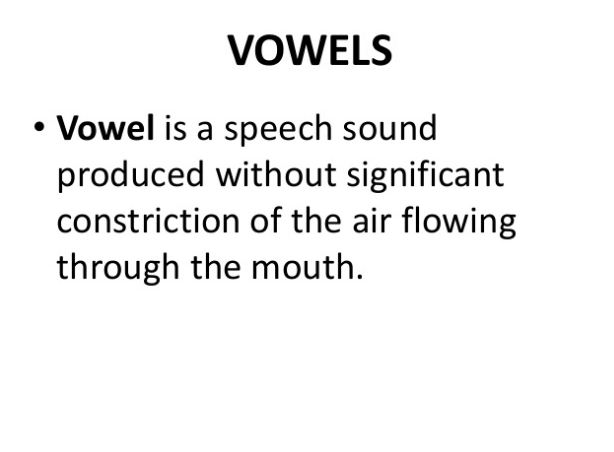 VOWELS
• Vowel is a speech sound
produced without significant
constriction of the air flowing
through the mouth.